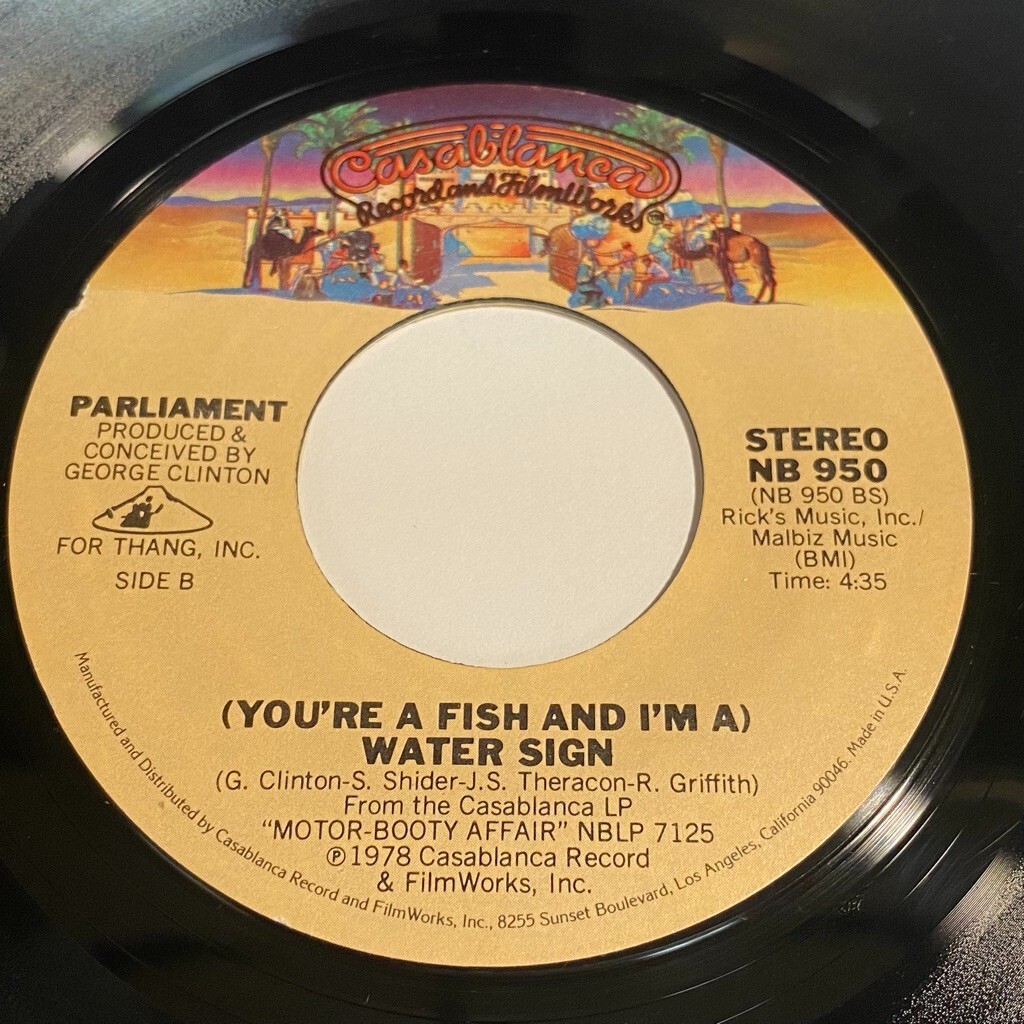 Casablanca
Record and FilmWorks
PARLIAMENT
PRODUCED &
CONCEIVED BY
GEORGE CLINTON
FOR THANG, INC.
SIDE B
STEREO
NB 950
(NB 950 BS)
Rick's Music, Inc./
Malbiz Music
(BMI)
Time: 4:35
(YOU'RE A FISH AND I'M A)
WATER SIGN
(G. Clinton-S. Shider-J.S. Theracon-R. Griffith)
From the Casablanca LP
"MOTOR-BOOTY AFFAIR" NBLP 7125
℗ 1978 Casablanca Record
& FilmWorks, Inc.
Manufactured and Distributed by Casablanca Record and FilmWorks, Inc., 8255 Sunset Boulevard, Los Angeles, California 90046. Made in U.S.A.